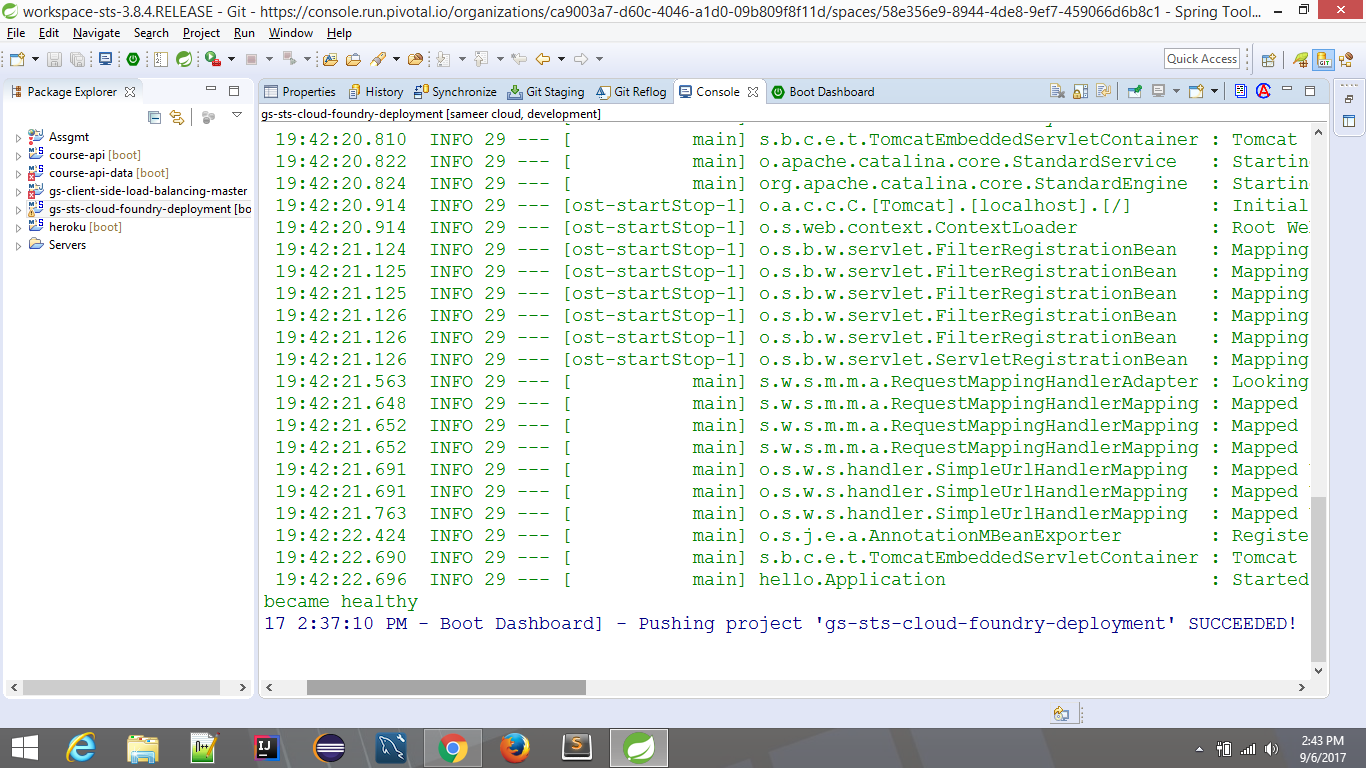 workspace-sts-3.8.4.RELEASE - Git - https://console.run.pivotal.io/organizations/ca9003a7-d60c-4046-a1d0-09b809f8f11d/spaces/58e356e9-8944-4de8-9ef7-459066d6b8c1 - Spring Tool...
File Edit Navigate Search Project Run Window Help
Quick Access
Package Explorer
Properties History Synchronize Git Staging Git Reflog Console Boot Dashboard
gs-sts-cloud-foundry-deployment [sameer cloud, development]
Assgmt
course-api [boot]
course-api-data [boot]
gs-client-side-load-balancing-master
gs-sts-cloud-foundry-deployment [bo
heroku [boot]
Servers
19:42:20.810 INFO 29 --- [ main] s.b.c.e.t.TomcatEmbeddedServletContainer : Tomcat
19:42:20.822 INFO 29 --- [ main] o.apache.catalina.core.StandardService : Startin
19:42:20.824 INFO 29 --- [ main] org.apache.catalina.core.StandardEngine : Startin
19:42:20.914 INFO 29 --- [ost-startStop-1] o.a.c.c.C.[Tomcat].[localhost].[/] : Initial
19:42:20.914 INFO 29 --- [ost-startStop-1] o.s.web.context.ContextLoader : Root We
19:42:21.124 INFO 29 --- [ost-startStop-1] o.s.b.w.servlet.FilterRegistrationBean : Mapping
19:42:21.125 INFO 29 --- [ost-startStop-1] o.s.b.w.servlet.FilterRegistrationBean : Mapping
19:42:21.125 INFO 29 --- [ost-startStop-1] o.s.b.w.servlet.FilterRegistrationBean : Mapping
19:42:21.126 INFO 29 --- [ost-startStop-1] o.s.b.w.servlet.FilterRegistrationBean : Mapping
19:42:21.126 INFO 29 --- [ost-startStop-1] o.s.b.w.servlet.FilterRegistrationBean : Mapping
19:42:21.126 INFO 29 --- [ost-startStop-1] o.s.b.w.servlet.ServletRegistrationBean : Mapping
19:42:21.563 INFO 29 --- [ main] s.w.s.m.m.a.RequestMappingHandlerAdapter : Looking
19:42:21.648 INFO 29 --- [ main] s.w.s.m.m.a.RequestMappingHandlerMapping : Mapped
19:42:21.652 INFO 29 --- [ main] s.w.s.m.m.a.RequestMappingHandlerMapping : Mapped
19:42:21.652 INFO 29 --- [ main] s.w.s.m.m.a.RequestMappingHandlerMapping : Mapped
19:42:21.691 INFO 29 --- [ main] o.s.w.s.handler.SimpleUrlHandlerMapping : Mapped
19:42:21.691 INFO 29 --- [ main] o.s.w.s.handler.SimpleUrlHandlerMapping : Mapped
19:42:21.763 INFO 29 --- [ main] o.s.w.s.handler.SimpleUrlHandlerMapping : Mapped
19:42:22.424 INFO 29 --- [ main] o.s.j.e.a.AnnotationMBeanExporter : Registe
19:42:22.690 INFO 29 --- [ main] s.b.c.e.t.TomcatEmbeddedServletContainer : Tomcat
19:42:22.696 INFO 29 --- [ main] hello.Application : Started
became healthy
17 2:37:10 PM - Boot Dashboard] - Pushing project 'gs-sts-cloud-foundry-deployment' SUCCEEDED!
2:43 PM
9/6/2017